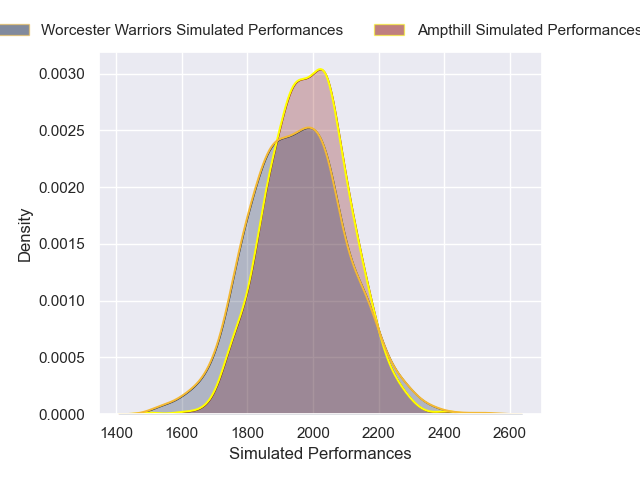 Worcester Warriors Simulated Performances
Ampthill Simulated Performances
0.0030
0.0025
0.0020
0.0015
0.0010
0.0005
0.0000
Density
1400 1600 1800 2000 2200 2400 2600
Simulated Performances